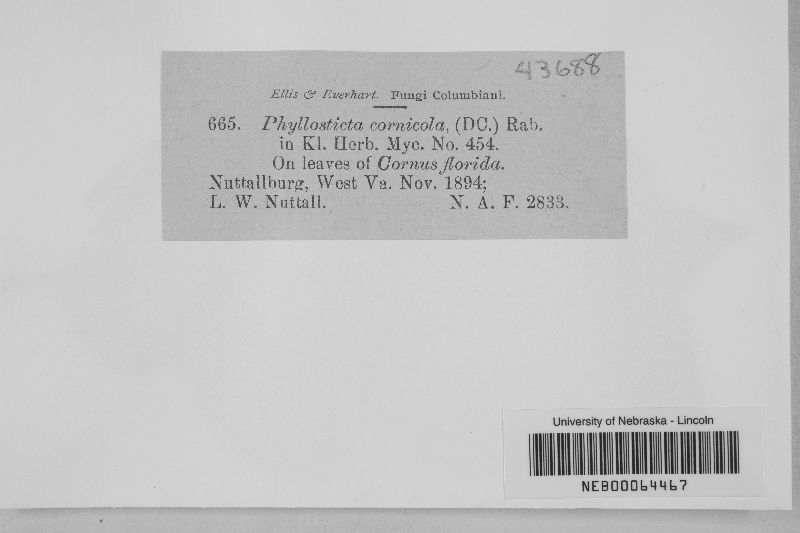 43688
Ellis & Everhart. Fungi Columbiani.
665. Phyllosticta cornicola, (DC.) Rab.
in Kl. Herb. Myc. No. 454.
On leaves of Cornus florida.
Nuttallburg, West Va. Nov. 1894;
L. W. Nuttall. N. A. F. 2833.
University of Nebraska - Lincoln
NEB00064467